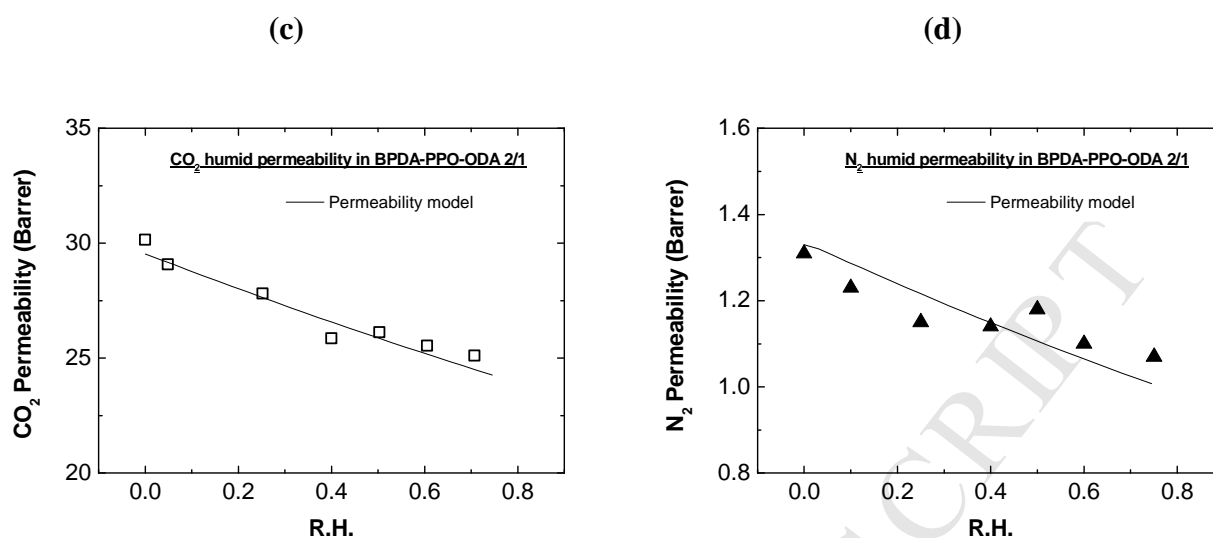 (c)
(d)
35
30
25
20
CO2 Permeability (Barrer)
CO2 humid permeability in BPDA-PPO-ODA 2/1
Permeability model
0.0 0.2 0.4 0.6 0.8
R.H.
1.6
1.4
1.2
1.0
0.8
N2 Permeability (Barrer)
N2 humid permeability in BPDA-PPO-ODA 2/1
Permeability model
0.0 0.2 0.4 0.6 0.8
R.H.
SCRIPT